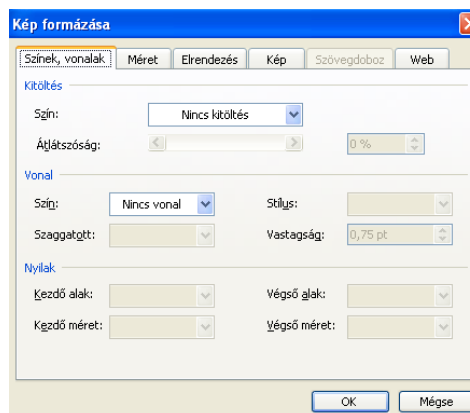 Kép formázása
Színek, vonalak Méret Elrendezés Kép Szövegdoboz Web
Kitöltés
Szín: Nincs kitöltés
Átlátszóság: 0 %
Vonal
Szín: Nincs vonal Stílus:
Szaggatott: Vastagság: 0,75 pt
Nyilak
Kezdő alak: Végső alak:
Kezdő méret: Végső méret:
OK Mégse